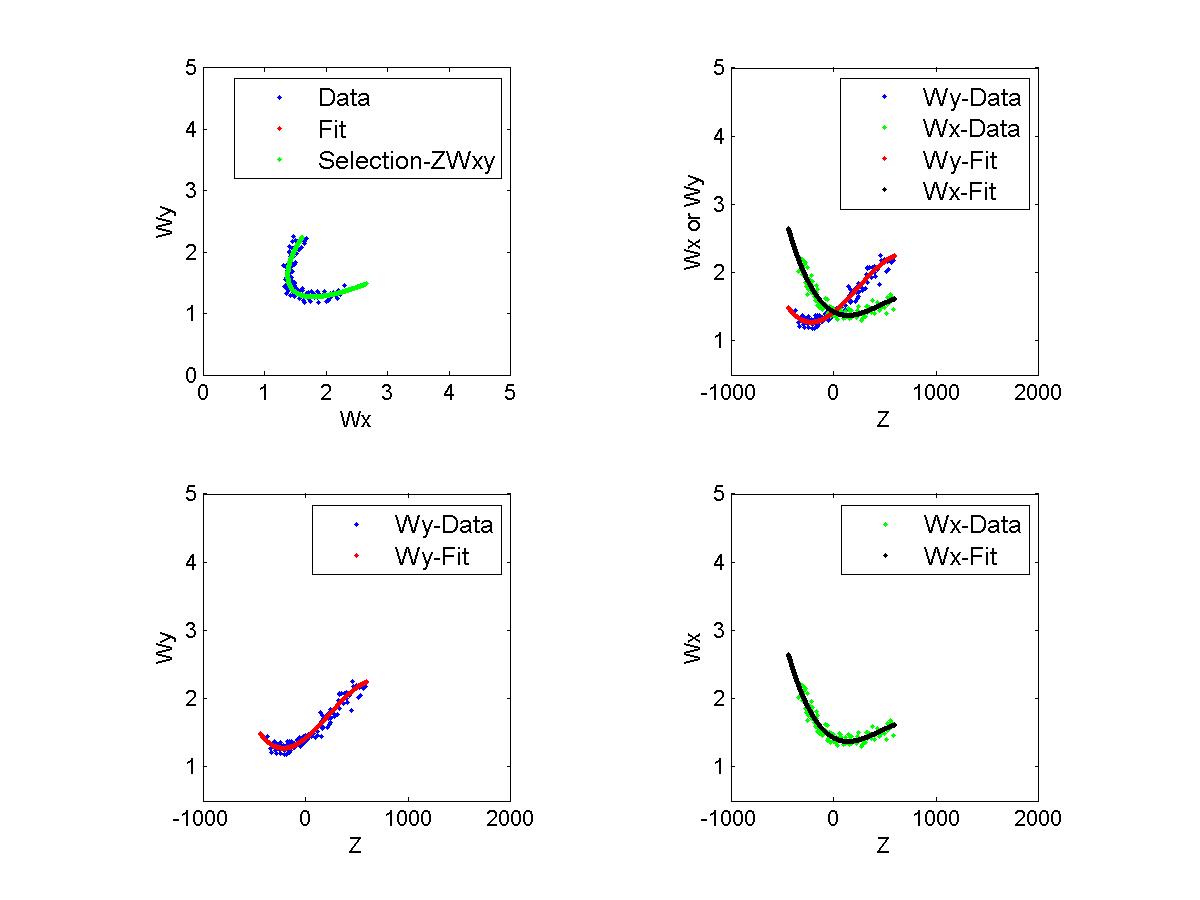 5
4
3
2
1
0
0 1 2 3 4 5
Wy
Wx
Data
Fit
Selection-ZWxy
5
4
3
2
1
-1000 0 1000 2000
Wx or Wy
Z
Wy-Data
Wx-Data
Wy-Fit
Wx-Fit
5
4
3
2
1
-1000 0 1000 2000
Wy
Z
Wy-Data
Wy-Fit
5
4
3
2
1
-1000 0 1000 2000
Wx
Z
Wx-Data
Wx-Fit